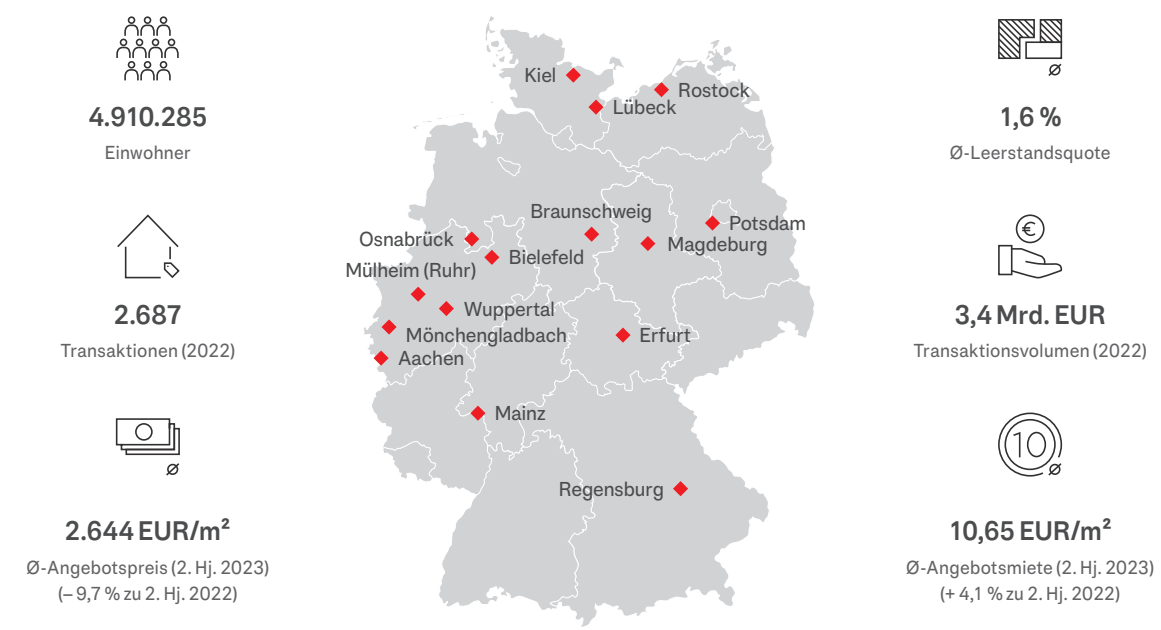 4.910.285
Einwohner
2.687
Transaktionen (2022)
Ø
2.644 EUR/m²
Ø-Angebotspreis (2. Hj. 2023)
(– 9,7 % zu 2. Hj. 2022)
Kiel
Rostock
Lübeck
Braunschweig
Potsdam
Osnabrück
Magdeburg
Bielefeld
Mülheim (Ruhr)
Wuppertal
Mönchengladbach
Erfurt
Aachen
Mainz
Regensburg
Ø
1,6 %
Ø-Leerstandsquote
€
3,4 Mrd. EUR
Transaktionsvolumen (2022)
10
Ø
10,65 EUR/m²
Ø-Angebotsmiete (2. Hj. 2023)
(+ 4,1 % zu 2. Hj. 2022)